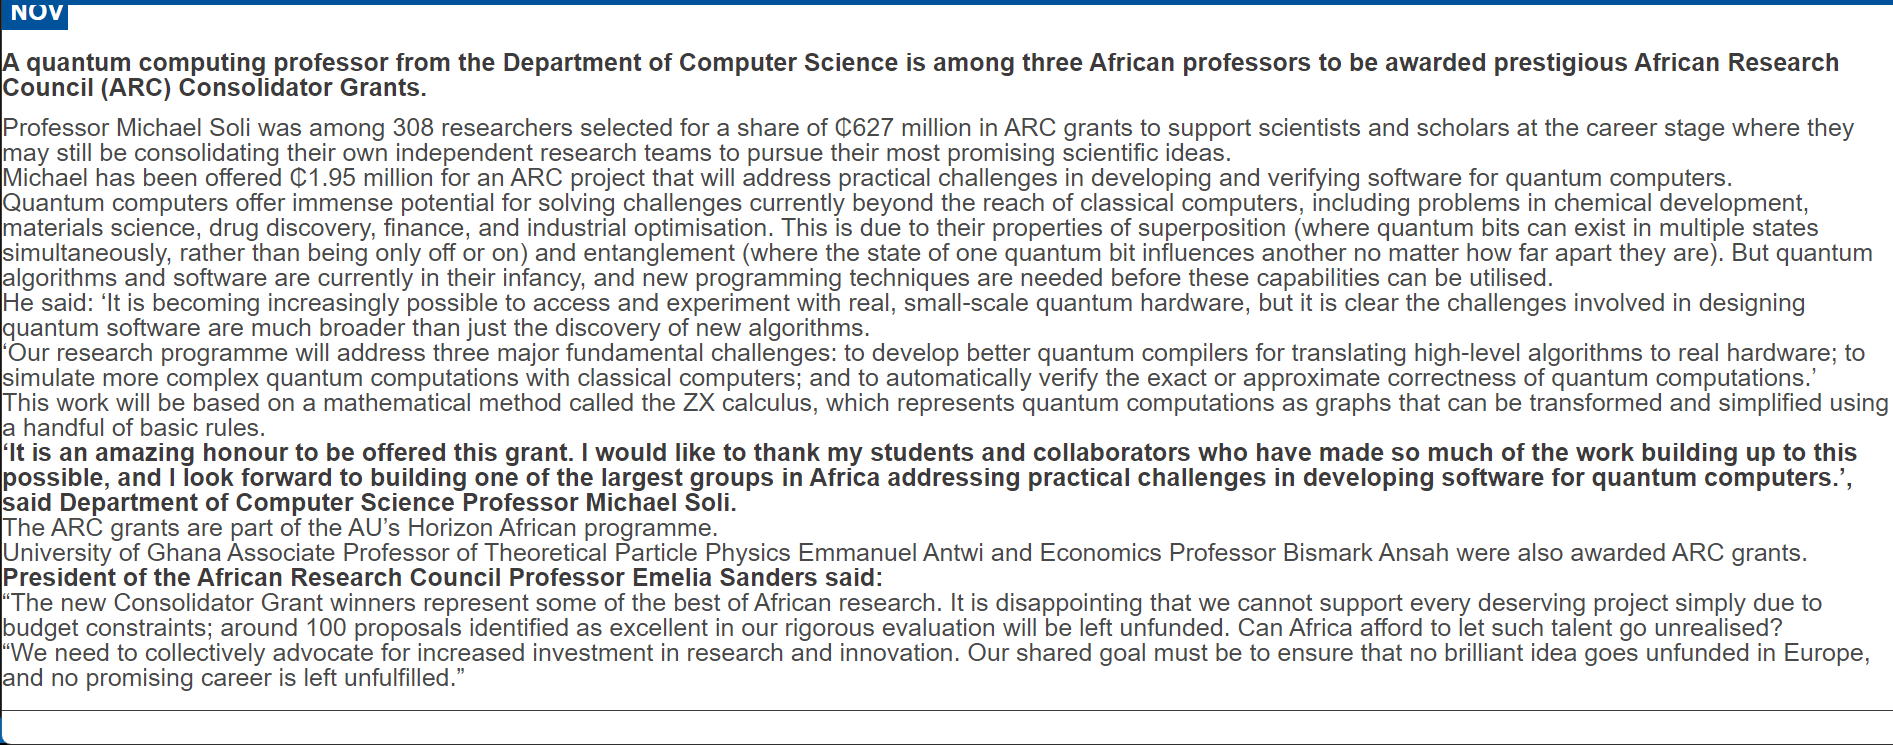 NOV
A quantum computing professor from the Department of Computer Science is among three African professors to be awarded prestigious African Research
Council (ARC) Consolidator Grants.
Professor Michael Soli was among 308 researchers selected for a share of ₵627 million in ARC grants to support scientists and scholars at the career stage where they
may still be consolidating their own independent research teams to pursue their most promising scientific ideas.
Michael has been offered ₵1.95 million for an ARC project that will address practical challenges in developing and verifying software for quantum computers.
Quantum computers offer immense potential for solving challenges currently beyond the reach of classical computers, including problems in chemical development,
materials science, drug discovery, finance, and industrial optimisation. This is due to their properties of superposition (where quantum bits can exist in multiple states
simultaneously, rather than being only off or on) and entanglement (where the state of one quantum bit influences another no matter how far apart they are). But quantum
algorithms and software are currently in their infancy, and new programming techniques are needed before these capabilities can be utilised.
He said: ‘It is becoming increasingly possible to access and experiment with real, small-scale quantum hardware, but it is clear the challenges involved in designing
quantum software are much broader than just the discovery of new algorithms.
‘Our research programme will address three major fundamental challenges: to develop better quantum compilers for translating high-level algorithms to real hardware; to
simulate more complex quantum computations with classical computers; and to automatically verify the exact or approximate correctness of quantum computations.’
This work will be based on a mathematical method called the ZX calculus, which represents quantum computations as graphs that can be transformed and simplified using
a handful of basic rules.
‘It is an amazing honour to be offered this grant. I would like to thank my students and collaborators who have made so much of the work building up to this
possible, and I look forward to building one of the largest groups in Africa addressing practical challenges in developing software for quantum computers.’,
said Department of Computer Science Professor Michael Soli.
The ARC grants are part of the AU’s Horizon African programme.
University of Ghana Associate Professor of Theoretical Particle Physics Emmanuel Antwi and Economics Professor Bismark Ansah were also awarded ARC grants.
President of the African Research Council Professor Emelia Sanders said:
“The new Consolidator Grant winners represent some of the best of African research. It is disappointing that we cannot support every deserving project simply due to
budget constraints; around 100 proposals identified as excellent in our rigorous evaluation will be left unfunded. Can Africa afford to let such talent go unrealised?
“We need to collectively advocate for increased investment in research and innovation. Our shared goal must be to ensure that no brilliant idea goes unfunded in Europe,
and no promising career is left unfulfilled.”